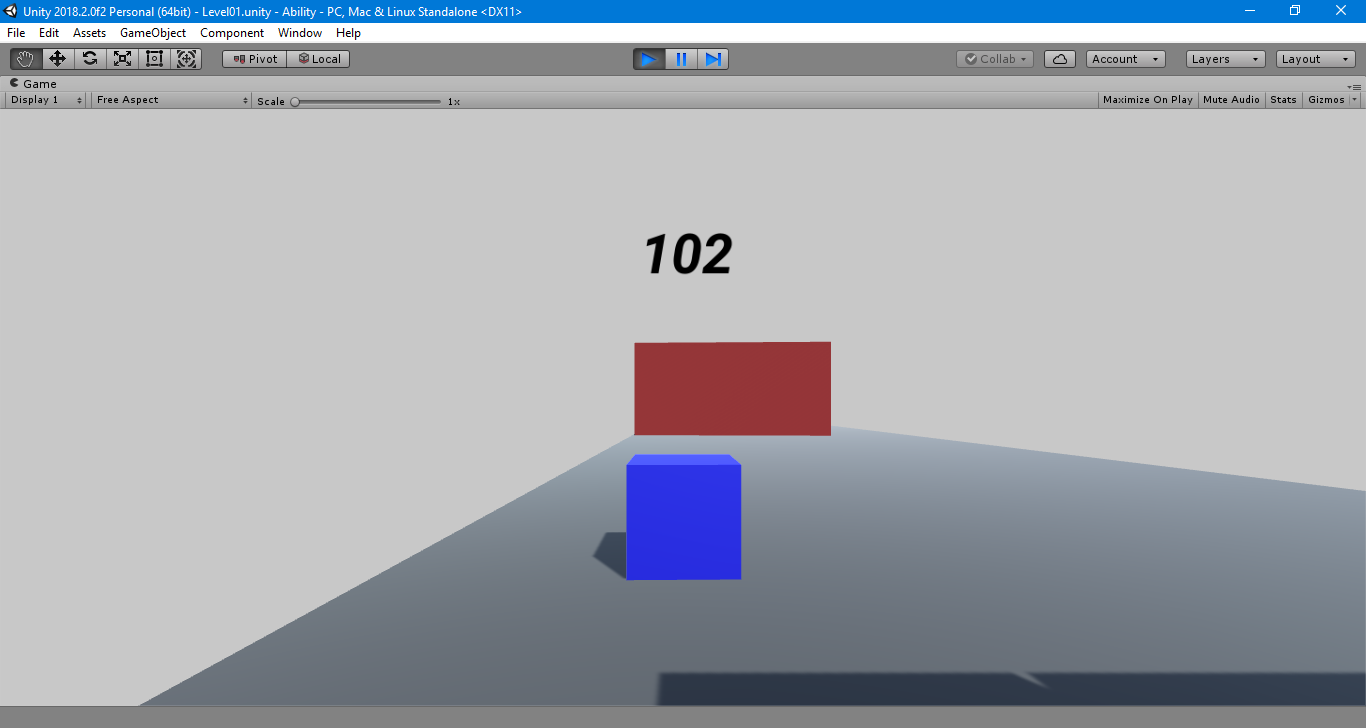 Unity 2018.2.0f2 Personal (64bit) - Level01.unity - Ability - PC, Mac & Linux Standalone <DX11>
File Edit Assets GameObject Component Window Help
Pivot Local Collab Account Layers Layout
Game
Display 1 Free Aspect Scale 1x Maximize On Play Mute Audio Stats Gizmos
102